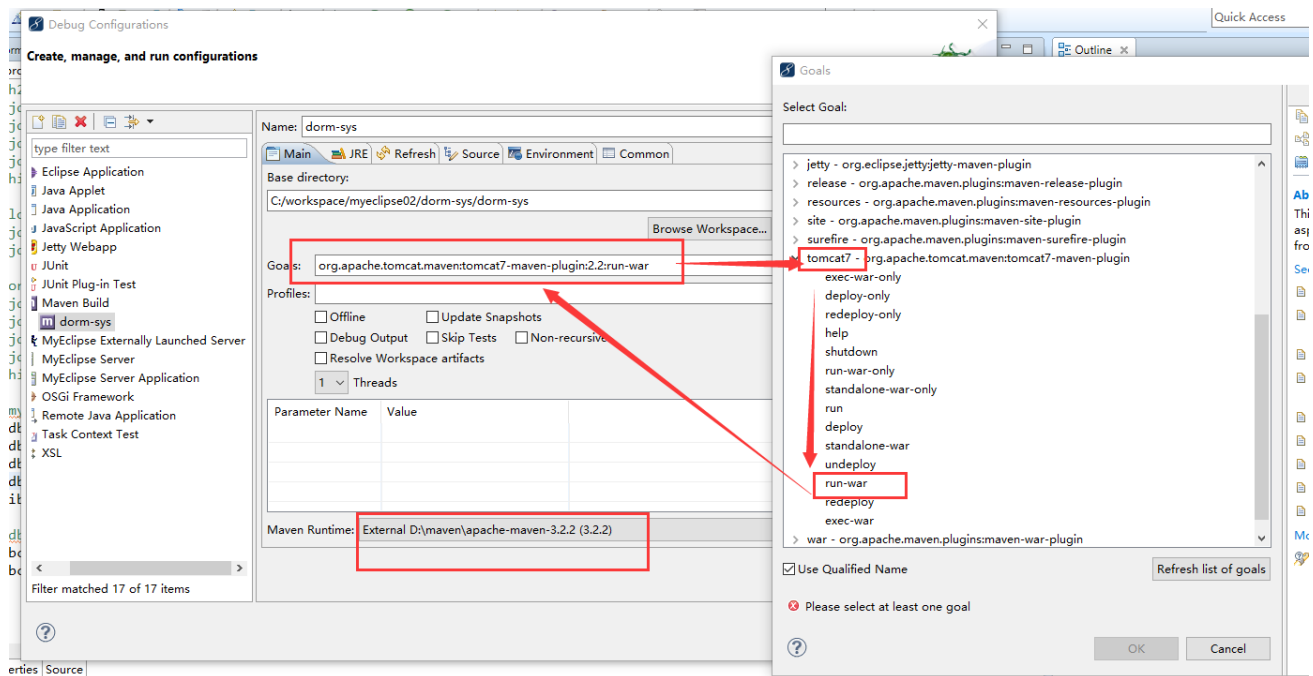 Quick Access
Debug Configurations
Create, manage, and run configurations
Outline
Goals
Select Goal:
type filter text
Eclipse Application
Java Applet
Java Application
JavaScript Application
Jetty Webapp
JUnit
JUnit Plug-in Test
Maven Build
dorm-sys
MyEclipse Externally Launched Server
MyEclipse Server
MyEclipse Server Application
OSGi Framework
Remote Java Application
Task Context Test
XSL
Filter matched 17 of 17 items
Name: dorm-sys
Main JRE Refresh Source Environment Common
Base directory:
C:/workspace/myeclipse02/dorm-sys/dorm-sys
Browse Workspace...
Goals: org.apache.tomcat.maven:tomcat7-maven-plugin:2.2:run-war
Profiles:
Offline Update Snapshots
Debug Output Skip Tests Non-recursive
Resolve Workspace artifacts
1 Threads
Parameter Name Value
Maven Runtime: External D:\maven\apache-maven-3.2.2 (3.2.2)
jetty - org.eclipse.jetty:jetty-maven-plugin
release - org.apache.maven.plugins:maven-release-plugin
resources - org.apache.maven.plugins:maven-resources-plugin
site - org.apache.maven.plugins:maven-site-plugin
surefire - org.apache.maven.plugins:maven-surefire-plugin
tomcat7 - org.apache.tomcat.maven:tomcat7-maven-plugin
exec-war-only
deploy-only
redeploy-only
help
shutdown
run-war-only
standalone-war-only
run
deploy
standalone-war
undeploy
run-war
redeploy
exec-war
war - org.apache.maven.plugins:maven-war-plugin
Use Qualified Name
Refresh list of goals
Please select at least one goal
OK Cancel
erties Source